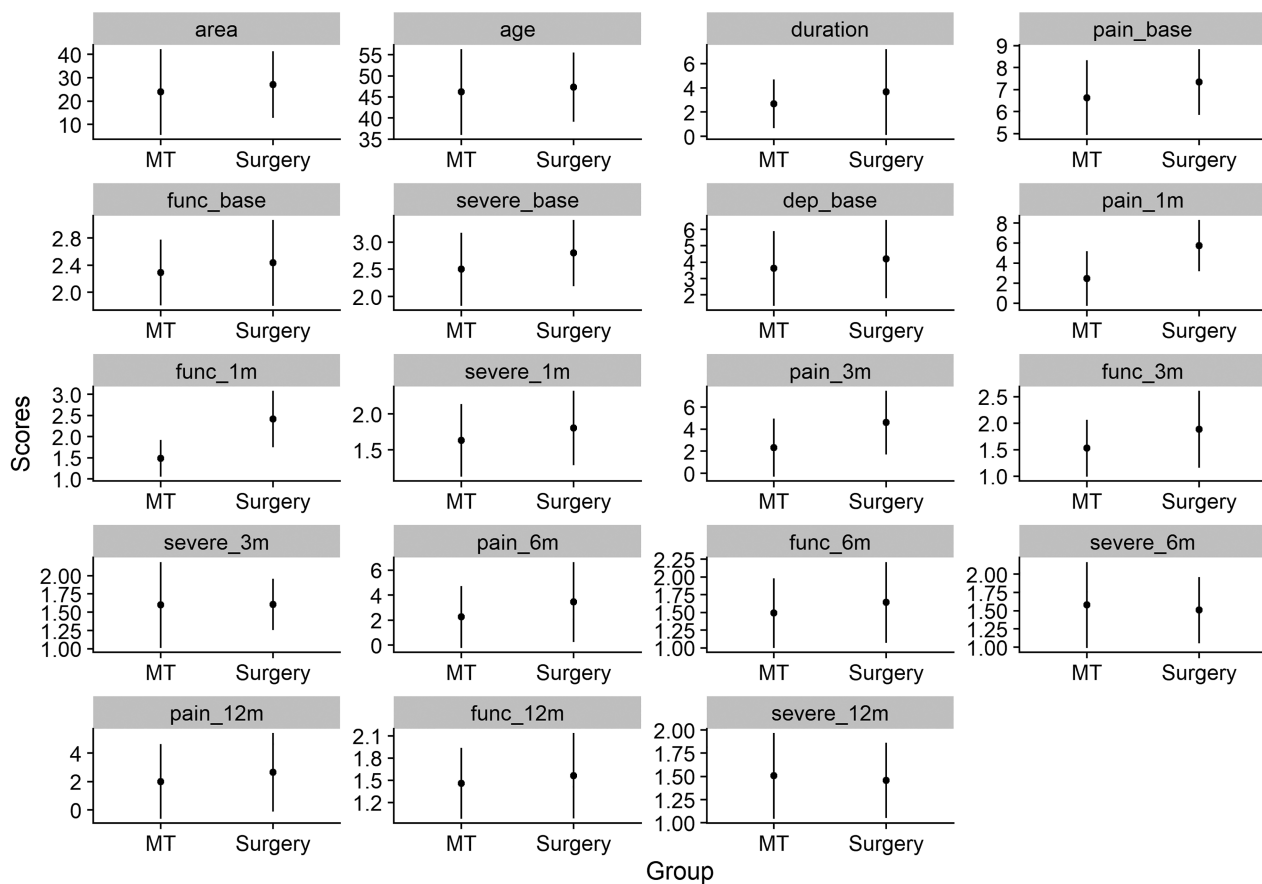 area
age
duration
pain_base
40
30
20
10
55
50
45
40
35
6
4
2
0
9
8
7
6
5
MT Surgery
MT Surgery
MT Surgery
MT Surgery
func_base
severe_base
dep_base
pain_1m
2.8
2.4
2.0
3.0
2.5
2.0
6
5
4
3
2
8
6
4
2
0
MT Surgery
MT Surgery
MT Surgery
MT Surgery
Scores
func_1m
severe_1m
pain_3m
func_3m
3.0
2.5
2.0
1.5
1.0
2.0
1.5
6
4
2
0
2.5
2.0
1.5
1.0
MT Surgery
MT Surgery
MT Surgery
MT Surgery
severe_3m
pain_6m
func_6m
severe_6m
2.00
1.75
1.50
1.25
1.00
6
4
2
0
2.25
2.00
1.75
1.50
1.25
1.00
2.00
1.75
1.50
1.25
1.00
MT Surgery
MT Surgery
MT Surgery
MT Surgery
pain_12m
func_12m
severe_12m
4
2
0
2.1
1.8
1.5
1.2
2.00
1.75
1.50
1.25
1.00
MT Surgery
MT Surgery
MT Surgery
Group